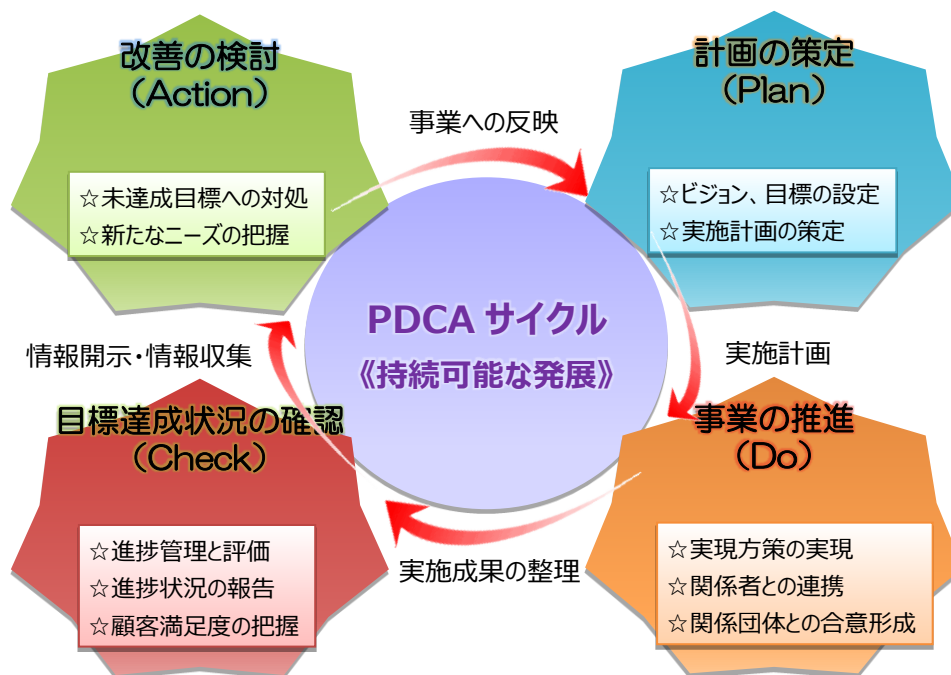 改善の検討
(Action)
☆未達成目標への対処
☆新たなニーズの把握
事業への反映
計画の策定
(Plan)
☆ビジョン、目標の設定
☆実施計画の策定
PDCA サイクル
《持続可能な発展》
実施計画
事業の推進
(Do)
☆実現方策の実現
☆関係者との連携
☆関係団体との合意形成
実施成果の整理
目標達成状況の確認
(Check)
☆進捗管理と評価
☆進捗状況の報告
☆顧客満足度の把握
情報開示・情報収集